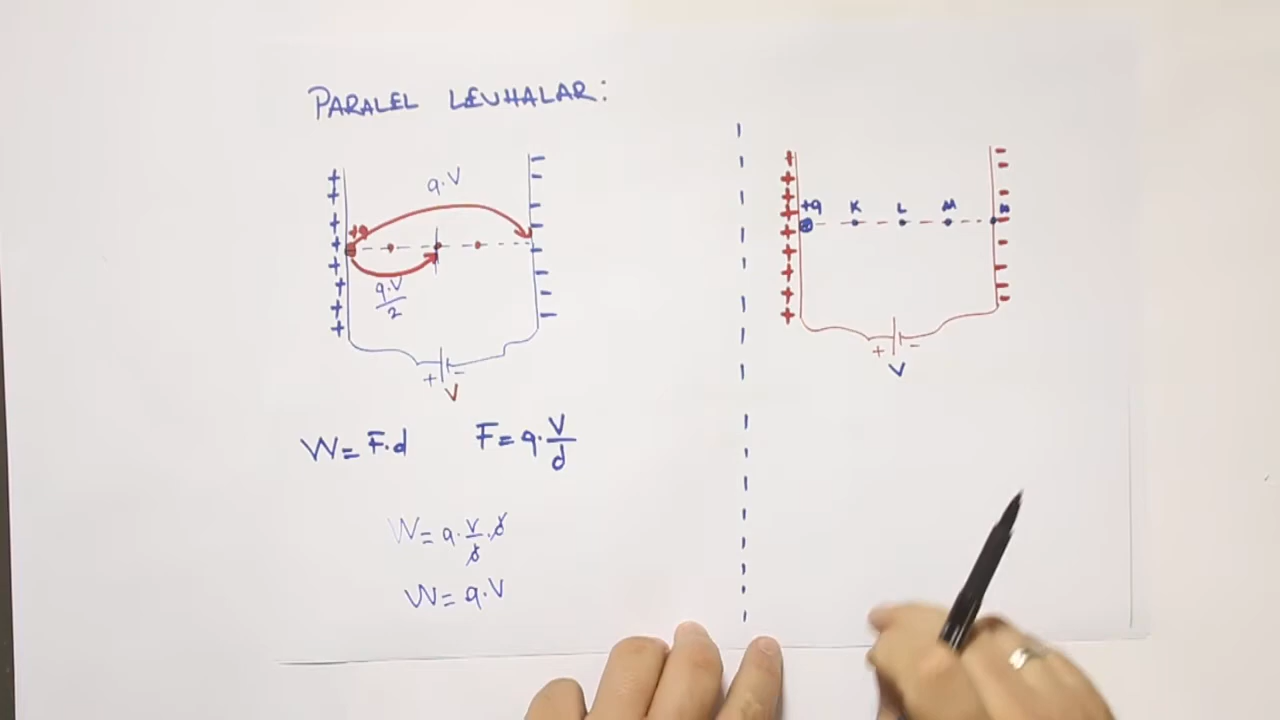 PARALEL LEVHALAR:
q.V
+q
q.V/2
+ -
V
W = F.d F = q.V/d
W = q.V/d.d
W = q.V
+q K L M
+ -
V